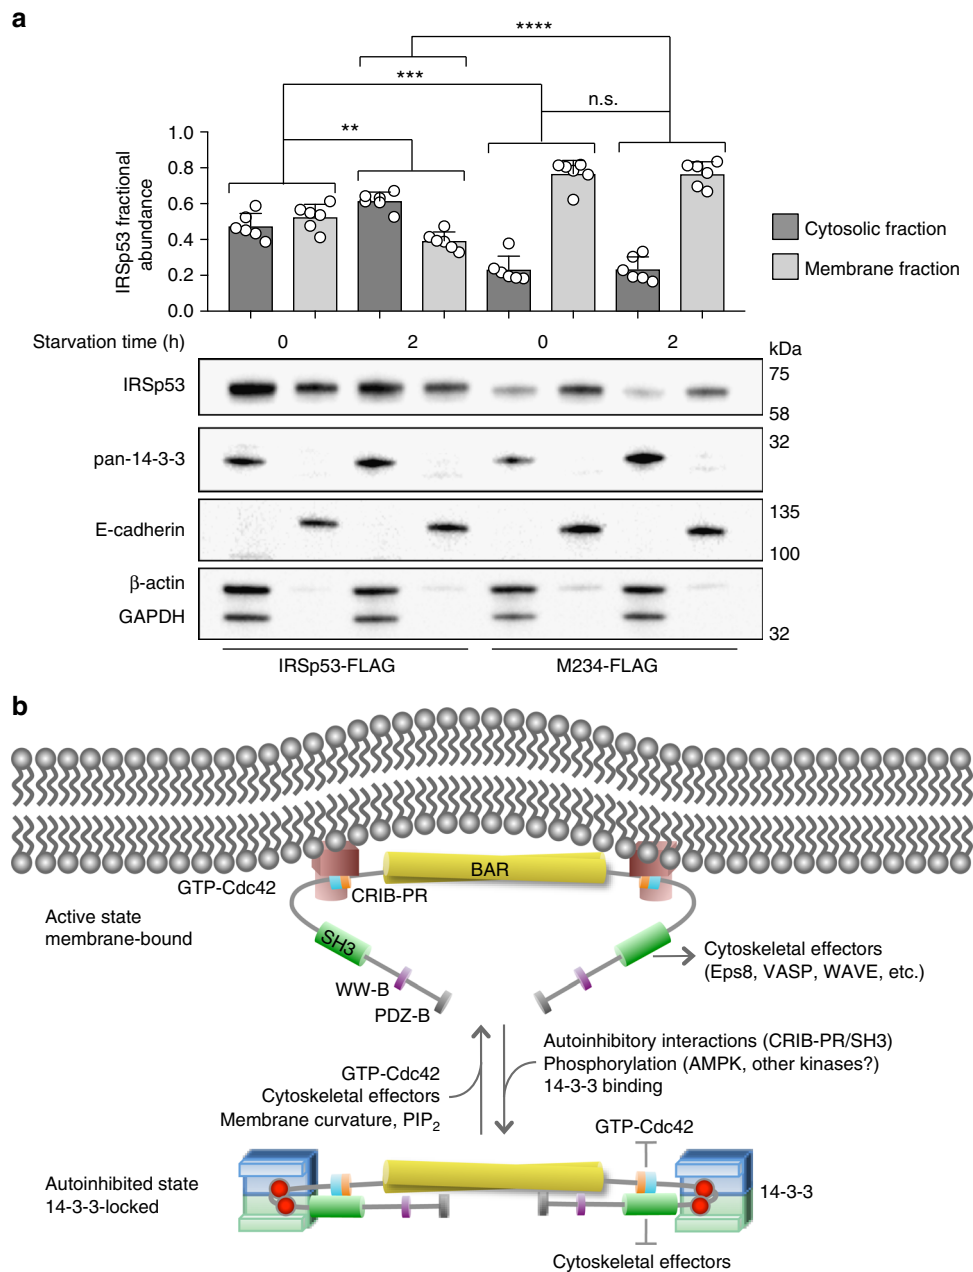 a
****
***
n.s.
**
IRSp53 fractional
abundance
1.0
0.8
0.6
0.4
0.2
0.0
Cytosolic fraction
Membrane fraction
Starvation time (h) 0 2 0 2
kDa
IRSp53
75
58
pan-14-3-3
32
E-cadherin
135
100
β-actin
GAPDH
32
IRSp53-FLAG M234-FLAG
b
GTP-Cdc42
BAR
CRIB-PR
Active state
membrane-bound
SH3
WW-B
PDZ-B
Cytoskeletal effectors
(Eps8, VASP, WAVE, etc.)
GTP-Cdc42
Cytoskeletal effectors
Membrane curvature, PIP₂
Autoinhibitory interactions (CRIB-PR/SH3)
Phosphorylation (AMPK, other kinases?)
14-3-3 binding
GTP-Cdc42
Autoinhibited state
14-3-3-locked
14-3-3
Cytoskeletal effectors